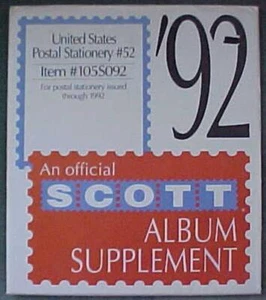 United States
Postal Stationery #52
Item #105S092
For postal stationery issued
through 1992
'92
An official
SCOTT
ALBUM
SUPPLEMENT